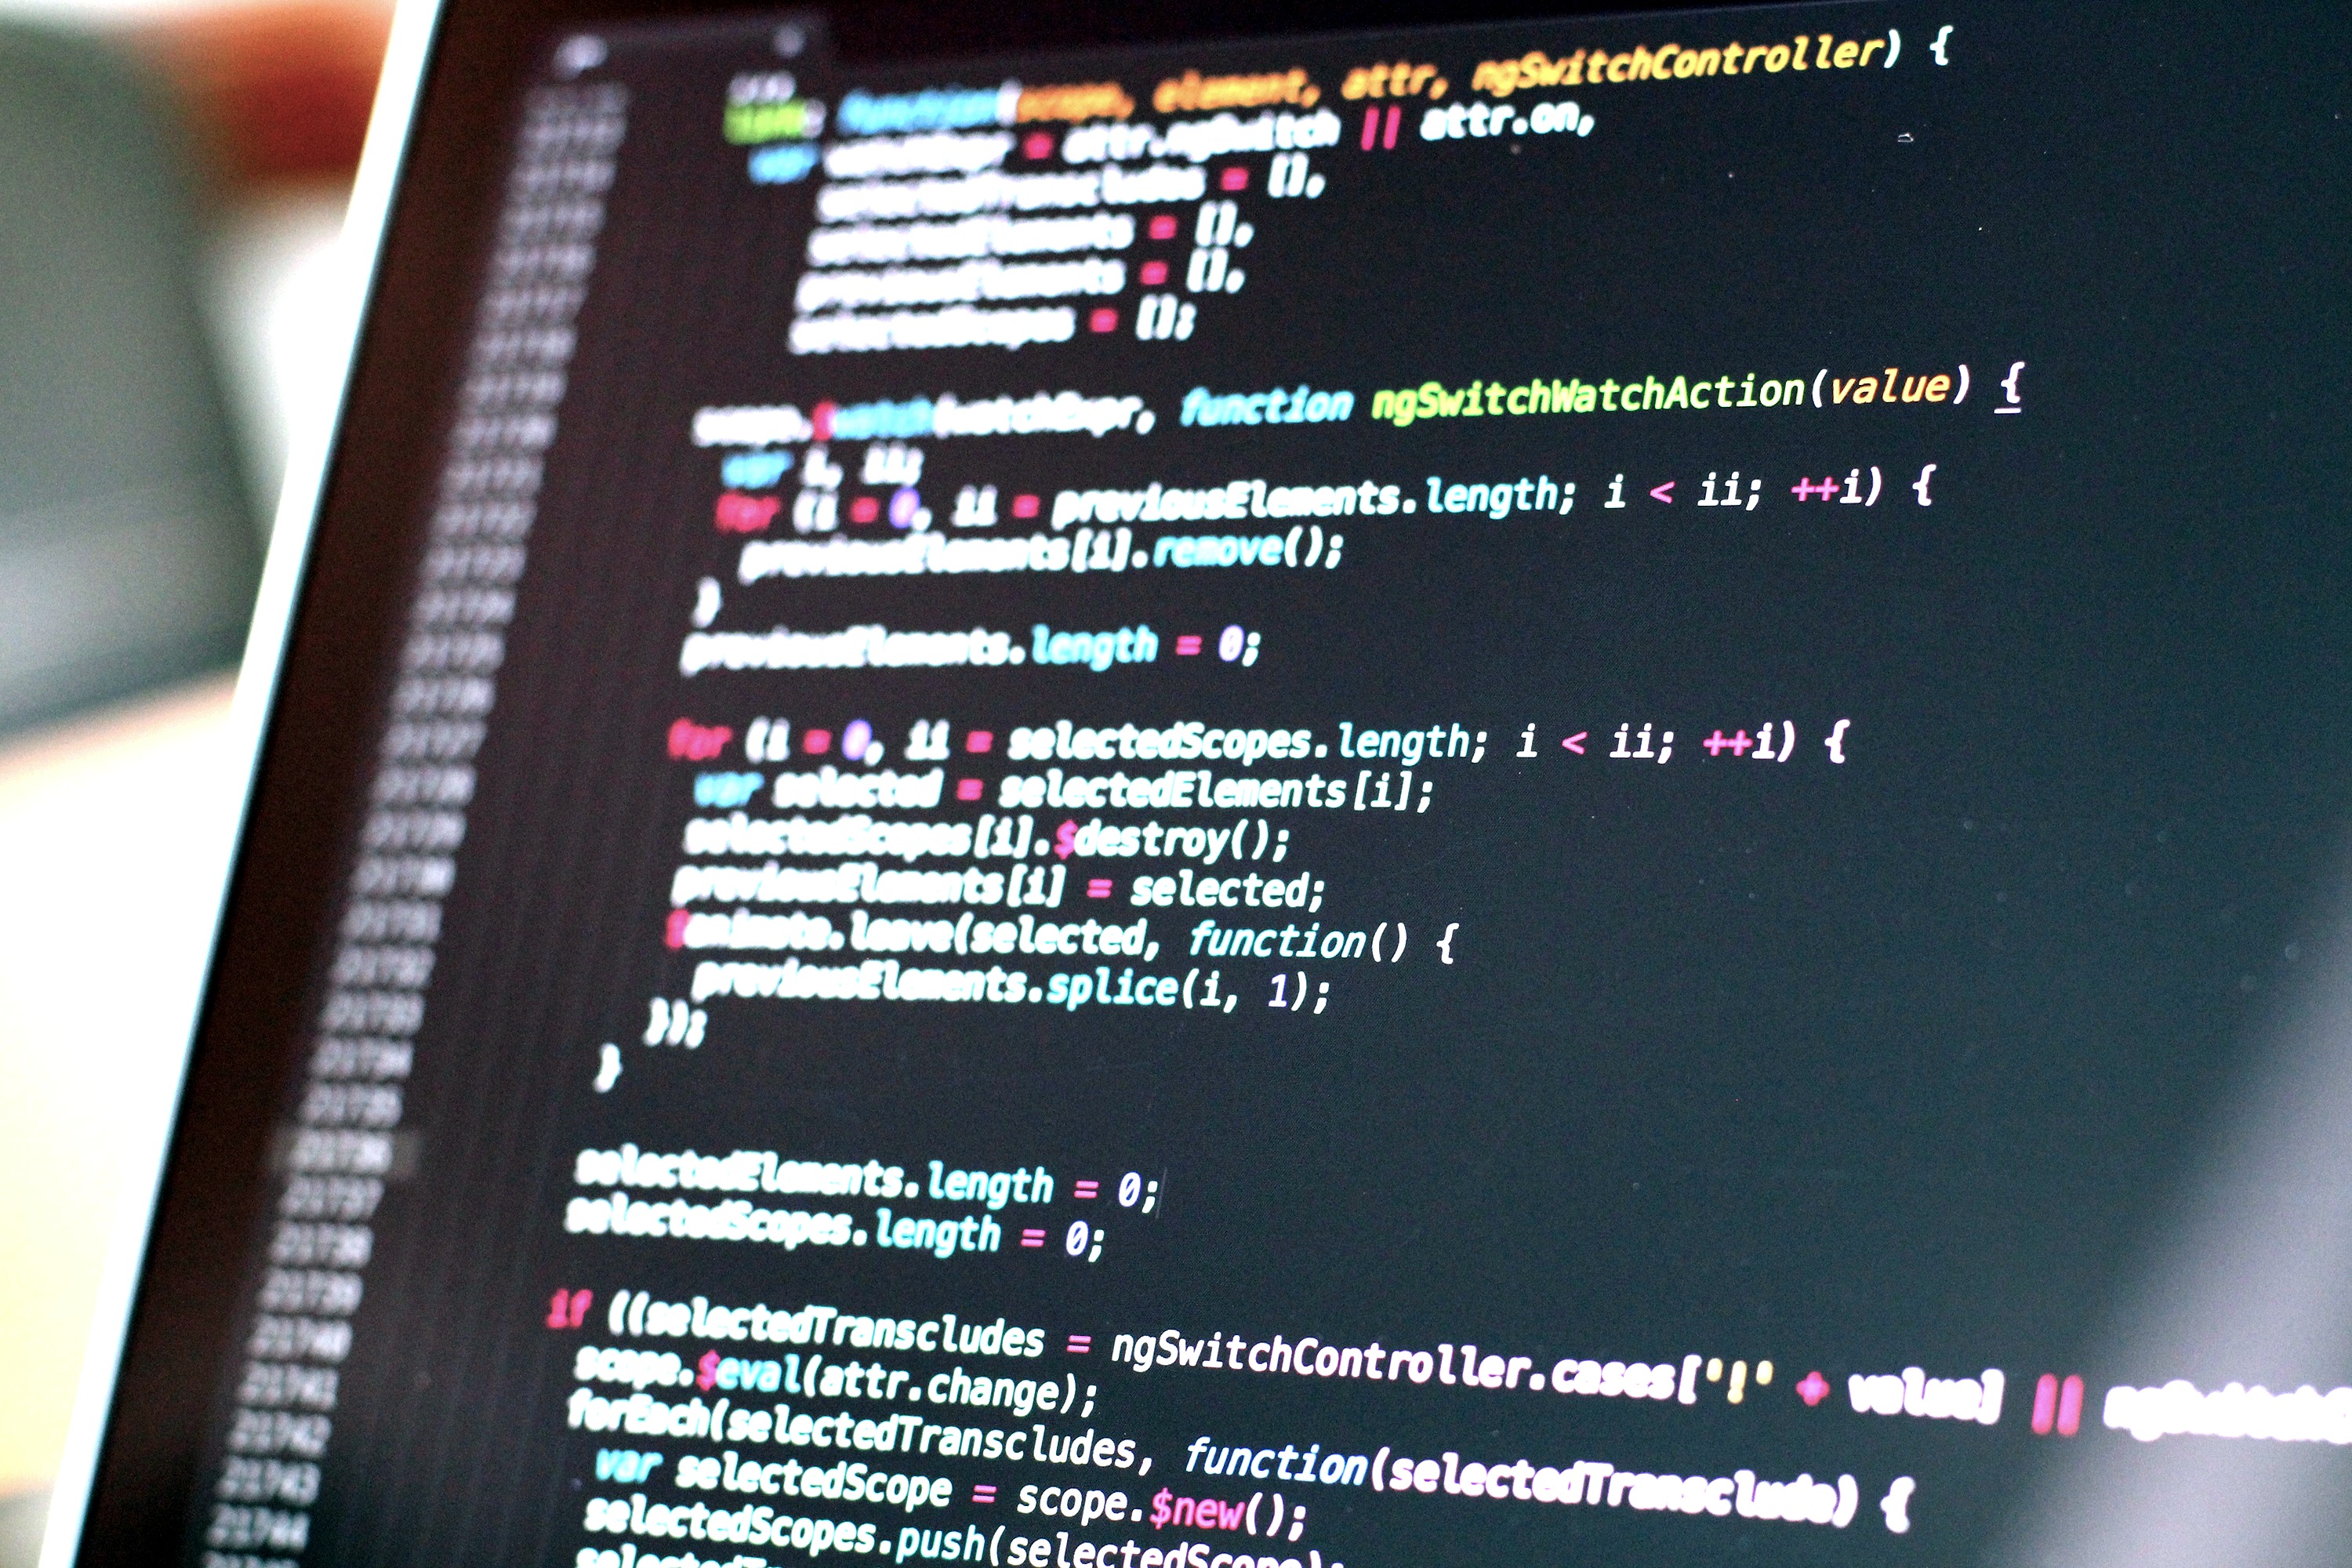 link: function(scope, element, attr, ngSwitchController) {
var watchExpr = attr.ngSwitch || attr.on,
selectedTranscludes = [],
selectedElements = [],
previousElements = [],
selectedScopes = [];
scope.$watch(watchExpr, function ngSwitchWatchAction(value) {
var i, ii;
for (i = 0, ii = previousElements.length; i < ii; ++i) {
previousElements[i].remove();
}
previousElements.length = 0;
for (i = 0, ii = selectedScopes.length; i < ii; ++i) {
var selected = selectedElements[i];
selectedScopes[i].$destroy();
previousElements[i] = selected;
$animate.leave(selected, function() {
previousElements.splice(i, 1);
});
}
selectedElements.length = 0;
selectedScopes.length = 0;
if ((selectedTranscludes = ngSwitchController.cases['!' + value] ||
scope.$eval(attr.change);
forEach(selectedTranscludes, function(selectedTransclude) {
var selectedScope = scope.$new();
selectedScopes.push(selectedScope);